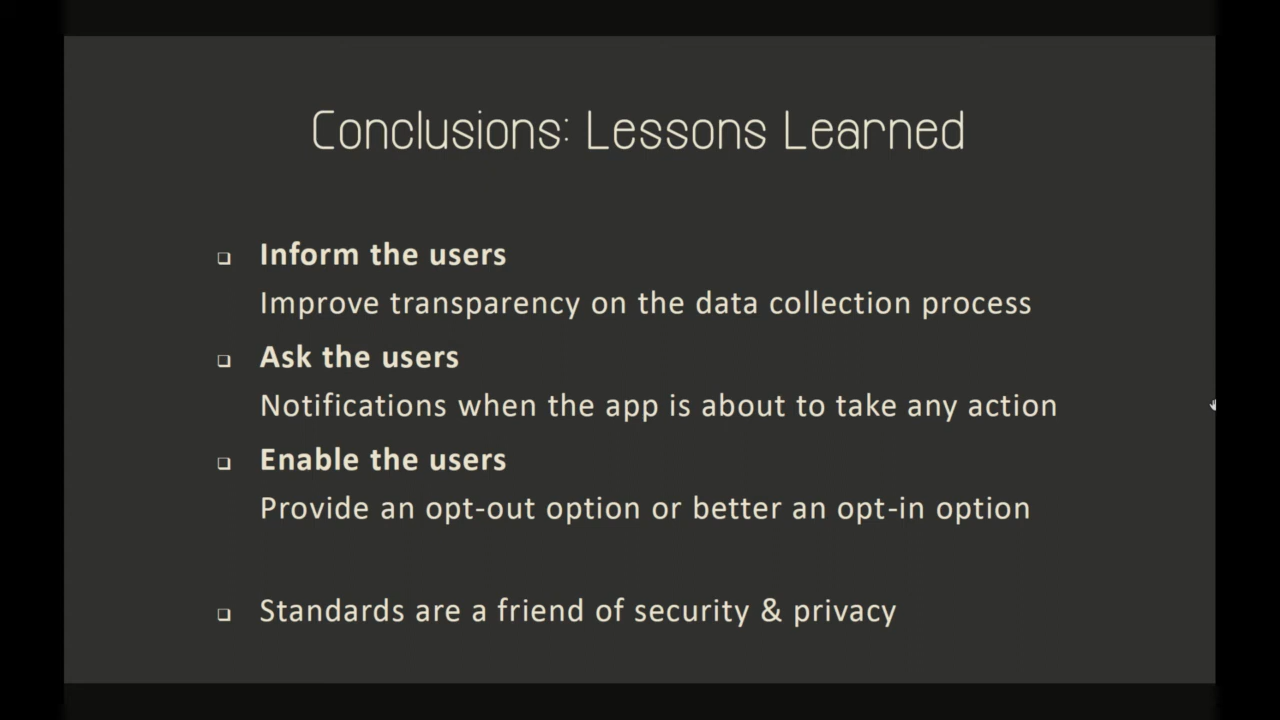 Conclusions: Lessons Learned
Inform the users
Improve transparency on the data collection process
Ask the users
Notifications when the app is about to take any action
Enable the users
Provide an opt-out option or better an opt-in option
Standards are a friend of security & privacy